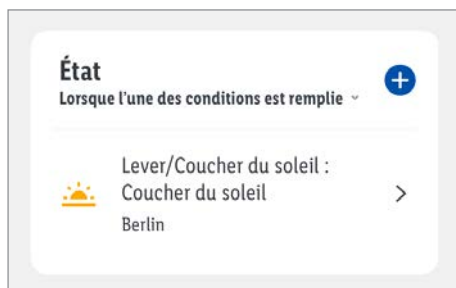 État
Lorsque l'une des conditions est remplie
Lever/Coucher du soleil :
Coucher du soleil
Berlin